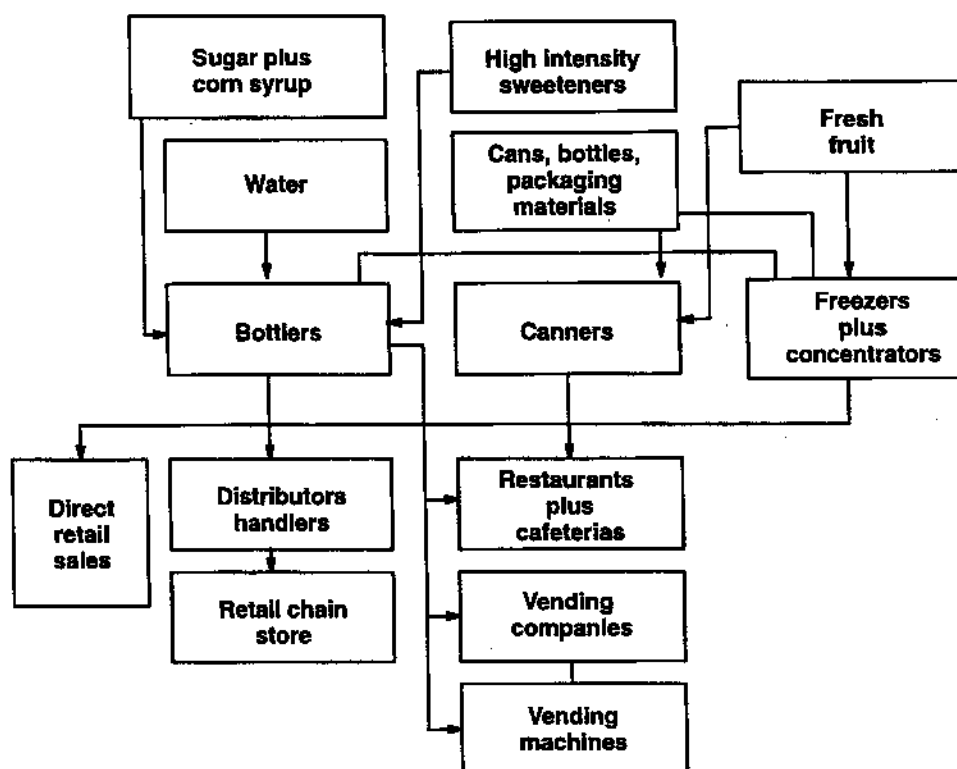 Sugar plus
corn syrup
High intensity
sweeteners
Fresh
fruit
Water
Cans, bottles,
packaging
materials
Bottlers
Canners
Freezers
plus
concentrators
Direct
retail
sales
Distributors
handlers
Restaurants
plus
cafeterias
Retail chain
store
Vending
companies
Vending
machines